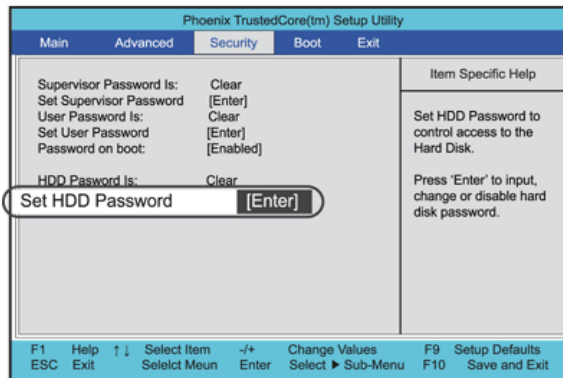 Phoenix TrustedCore(tm) Setup Utility
Main Advanced Security Boot Exit
Supervisor Password Is: Clear
Set Supervisor Password [Enter]
User Password Is: Clear
Set User Password [Enter]
Password on boot: [Enabled]
HDD Pasword Is: Clear
Set HDD Password [Enter]
Item Specific Help
Set HDD Password to
control access to the
Hard Disk.
Press ‘Enter’ to input,
change or disable hard
disk password.
F1 Help ↑↓ Select Item -/+ Change Values F9 Setup Defaults
ESC Exit Selelct Meun Enter Select ▶ Sub-Menu F10 Save and Exit